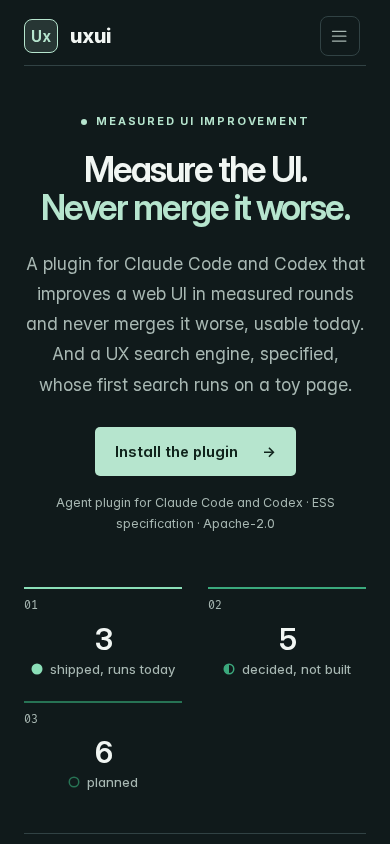 Ux uxui
MEASURED UI IMPROVEMENT
Measure the UI.
Never merge it worse.
A plugin for Claude Code and Codex that
improves a web UI in measured rounds
and never merges it worse, usable today.
And a UX search engine, specified,
whose first search runs on a toy page.
Install the plugin →
Agent plugin for Claude Code and Codex · ESS
specification · Apache-2.0
01
3
shipped, runs today
02
5
decided, not built
03
6
planned